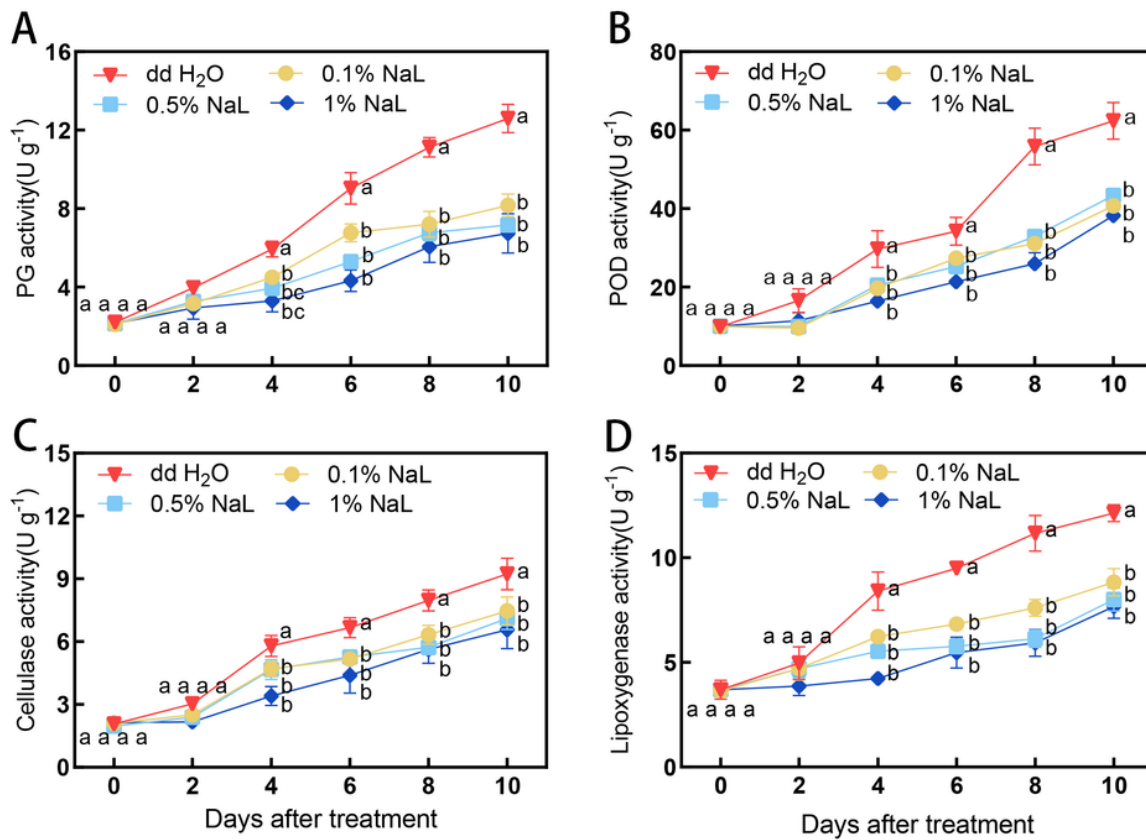 A
PG activity(U g⁻¹)
16
12
8
4
0
dd H₂O
0.1% NaL
0.5% NaL
1% NaL
a a a a
a a a a
a
b
bc
bc
a
b
b
b
a
b
b
b
a
b
b
b
0 2 4 6 8 10
B
POD activity(U g⁻¹)
80
60
40
20
0
dd H₂O
0.1% NaL
0.5% NaL
1% NaL
a a a a
a a a a
a
b
b
b
a
b
b
b
a
b
b
b
a
b
b
b
0 2 4 6 8 10
C
Cellulase activity(U g⁻¹)
15
12
9
6
3
0
dd H₂O
0.1% NaL
0.5% NaL
1% NaL
a a a a
a a a a
a
b
b
b
a
b
b
b
a
b
b
b
a
b
b
b
0 2 4 6 8 10
Days after treatment
D
Lipoxygenase activity(U g⁻¹)
15
10
5
0
dd H₂O
0.1% NaL
0.5% NaL
1% NaL
a a a a
a a a a
a
b
b
b
a
b
b
b
a
b
b
b
a
b
b
b
0 2 4 6 8 10
Days after treatment